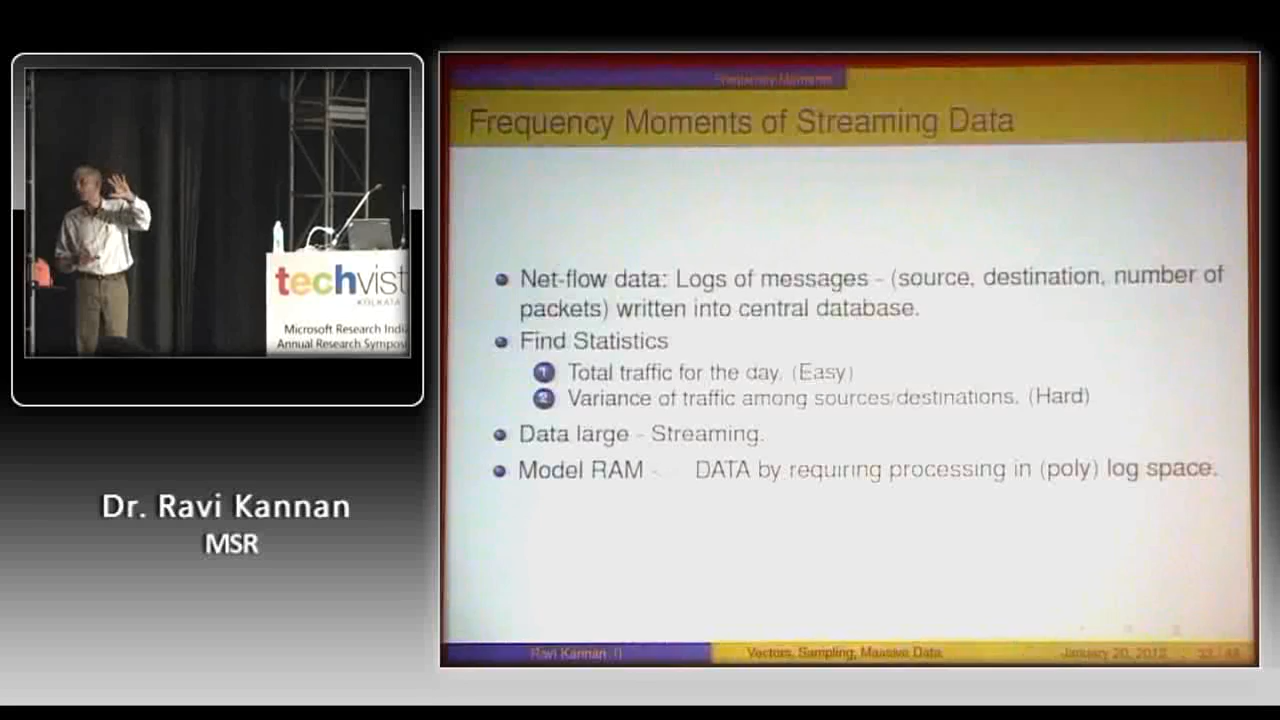 Frequency Moments
Frequency Moments of Streaming Data
Net-flow data: Logs of messages - (source, destination, number of
packets) written into central database.
Find Statistics
1 Total traffic for the day. (Easy)
2 Variance of traffic among sources/destinations. (Hard)
Data large - Streaming.
Model RAM - DATA by requiring processing in (poly) log space.
Ravi Kannan ()
Vectors, Sampling, Massive Data
January 20, 2012
techvist
KOLKATA
Microsoft Research Indi
Annual Research Sympos
Dr. Ravi Kannan
MSR